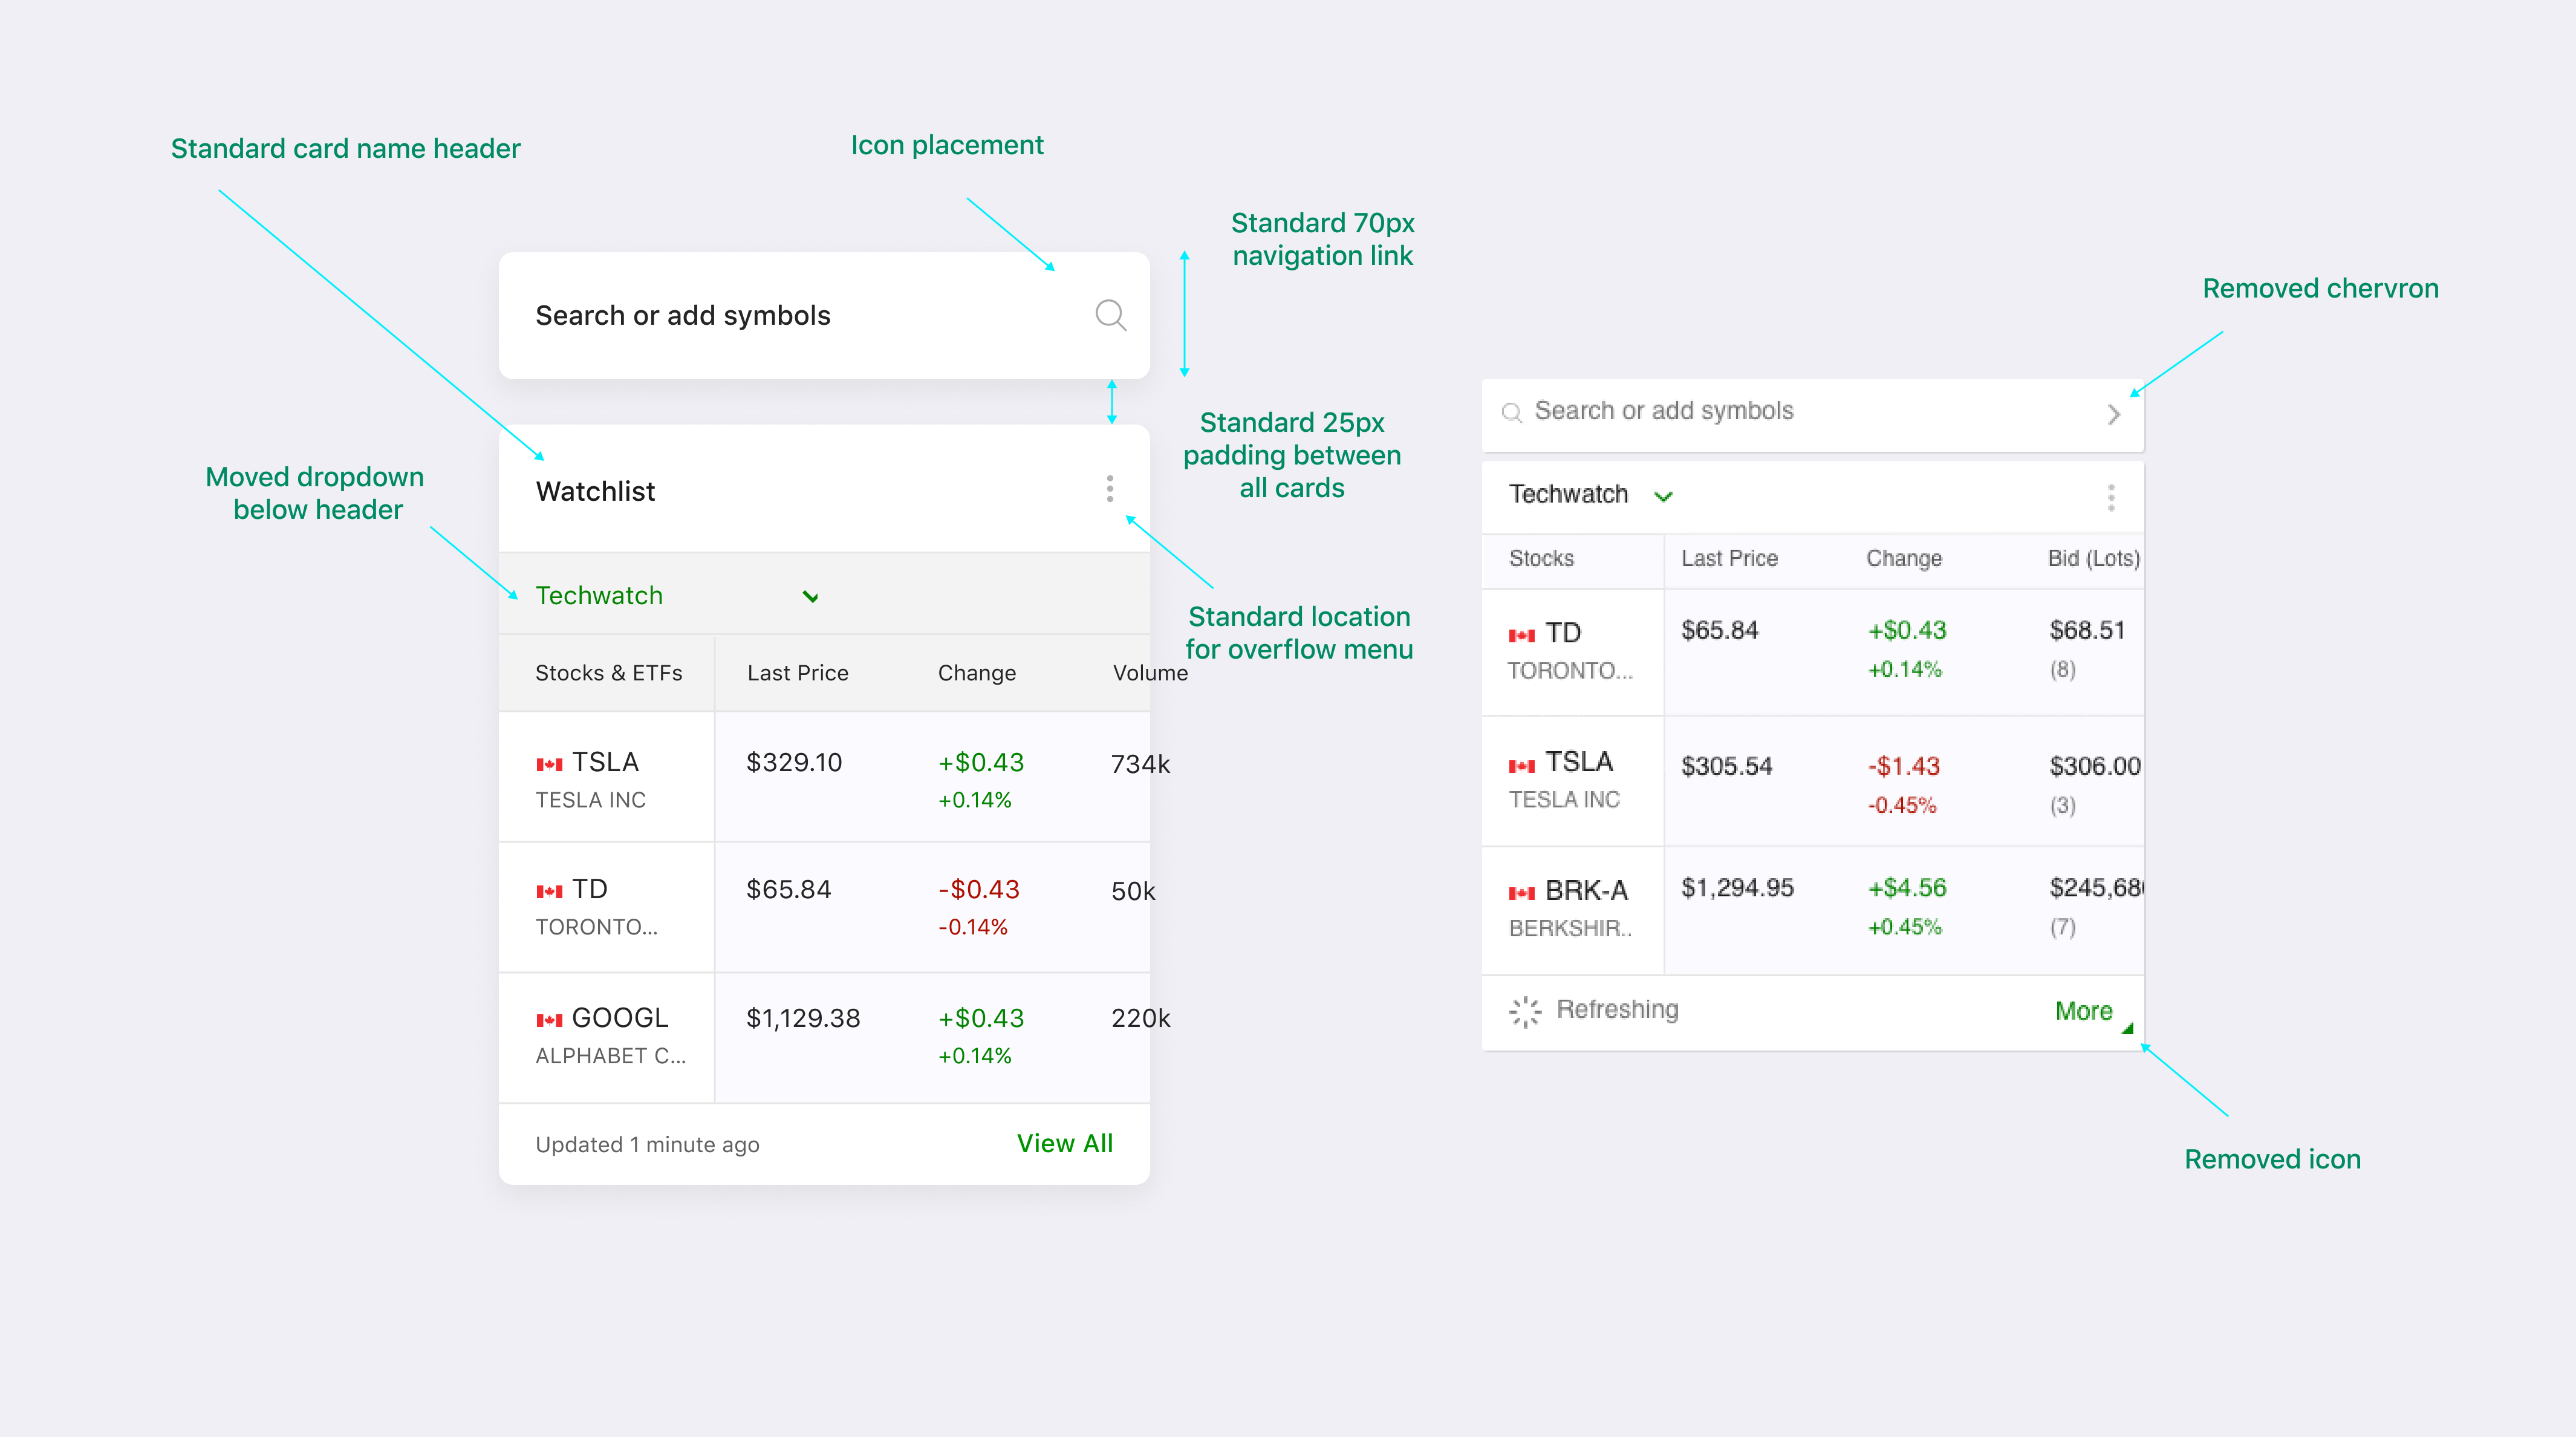 Standard card name header
Icon placement
Standard 70px
navigation link
Search or add symbols
Standard 25px
padding between
all cards
Moved dropdown
below header
Watchlist
Standard location
for overflow menu
Techwatch
Stocks & ETFs Last Price Change Volume
TSLA $329.10 +$0.43 734k
TESLA INC +0.14%
TD $65.84 -$0.43 50k
TORONTO... -0.14%
GOOGL $1,129.38 +$0.43 220k
ALPHABET C... +0.14%
Updated 1 minute ago View All
Removed chervron
Search or add symbols
Techwatch
Stocks Last Price Change Bid (Lots)
TD $65.84 +$0.43 $68.51
TORONTO... +0.14% (8)
TSLA $305.54 -$1.43 $306.00
TESLA INC -0.45% (3)
BRK-A $1,294.95 +$4.56 $245,68
BERKSHIR.. +0.45% (7)
Refreshing More
Removed icon